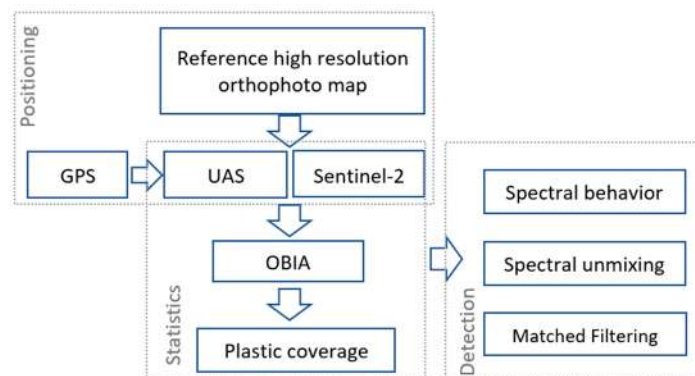 Positioning
Reference high resolution
orthophoto map
GPS
UAS
Sentinel-2
OBIA
Plastic coverage
Statistics
Spectral behavior
Spectral unmixing
Matched Filtering
Detection